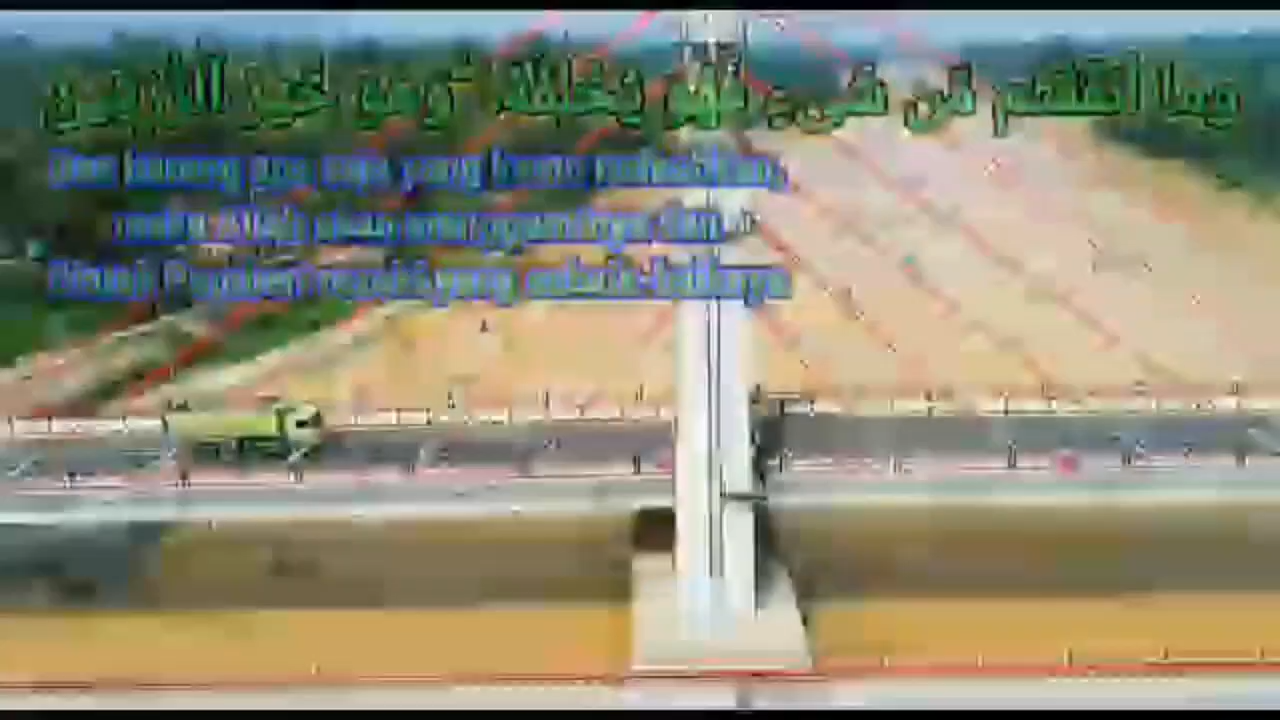 وما أنفقتم من شيء فهو يخلفه وهو خير الرازقين
Dan barang apa saja yang kamu nafkahkan,
maka Allah akan menggantinya dan
Dialah Pemberi rezeki yang sebaik-baiknya